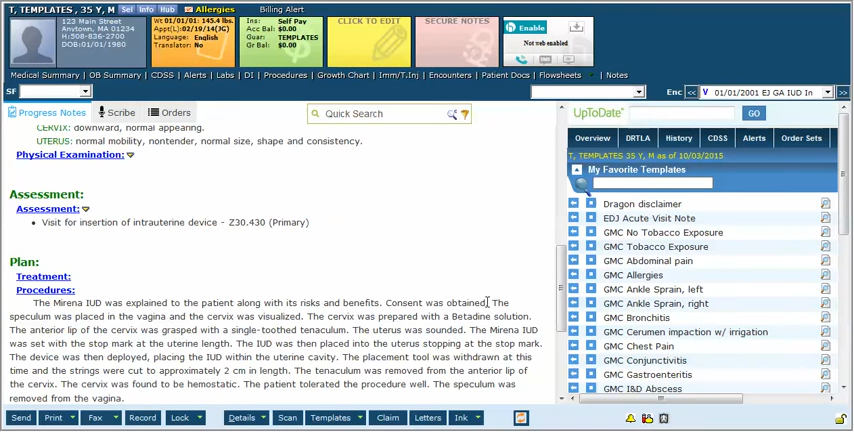 T, TEMPLATES , 35 Y, M Sel Info Hub Allergies Billing Alert
123 Main Street
Anytown, MA 01234
H:508-836-2700
DOB:01/01/1980
Wt 01/01/01: 145.4 lbs.
Appt(L):02/19/14(JG)
Language: English
Translator: No
Ins: Self Pay
Acc Bal: $0.00
Guar: TEMPLATES
Gr Bal: $0.00
CLICK TO EDIT
SECURE NOTES
Enable
Not web enabled
Medical Summary | OB Summary | CDSS | Alerts | Labs | DI | Procedures | Growth Chart | Imm/T.Inj | Encounters | Patient Docs | Flowsheets | Notes
SF Enc << V 01/01/2001 EJ GA IUD In >>
Progress Notes Scribe Orders Quick Search
CERVIX: downward, normal appearing.
UTERUS: normal mobility, nontender, normal size, shape and consistency.
Physical Examination:
Assessment:
Assessment:
• Visit for insertion of intrauterine device - Z30.430 (Primary)
Plan:
Treatment:
Procedures:
The Mirena IUD was explained to the patient along with its risks and benefits. Consent was obtained. The
speculum was placed in the vagina and the cervix was visualized. The cervix was prepared with a Betadine solution.
The anterior lip of the cervix was grasped with a single-toothed tenaculum. The uterus was sounded. The Mirena IUD
was set with the stop mark at the uterine length. The IUD was then placed into the uterus stopping at the stop mark.
The device was then deployed, placing the IUD within the uterine cavity. The placement tool was withdrawn at this
time and the strings were cut to approximately 2 cm in length. The tenaculum was removed from the anterior lip of
the cervix. The cervix was found to be hemostatic. The patient tolerated the procedure well. The speculum was
removed from the vagina.
UpToDate GO
Overview DRTLA History CDSS Alerts Order Sets
T, TEMPLATES 35 Y, M as of 10/03/2015
My Favorite Templates
Dragon disclaimer
EDJ Acute Visit Note
GMC No Tobacco Exposure
GMC Tobacco Exposure
GMC Abdominal pain
GMC Allergies
GMC Ankle Sprain, left
GMC Ankle Sprain, right
GMC Bronchitis
GMC Cerumen impaction w/ irrigation
GMC Chest Pain
GMC Conjunctivitis
GMC Gastroenteritis
GMC I&D Abscess
Send Print Fax Record Lock Details Scan Templates Claim Letters Ink